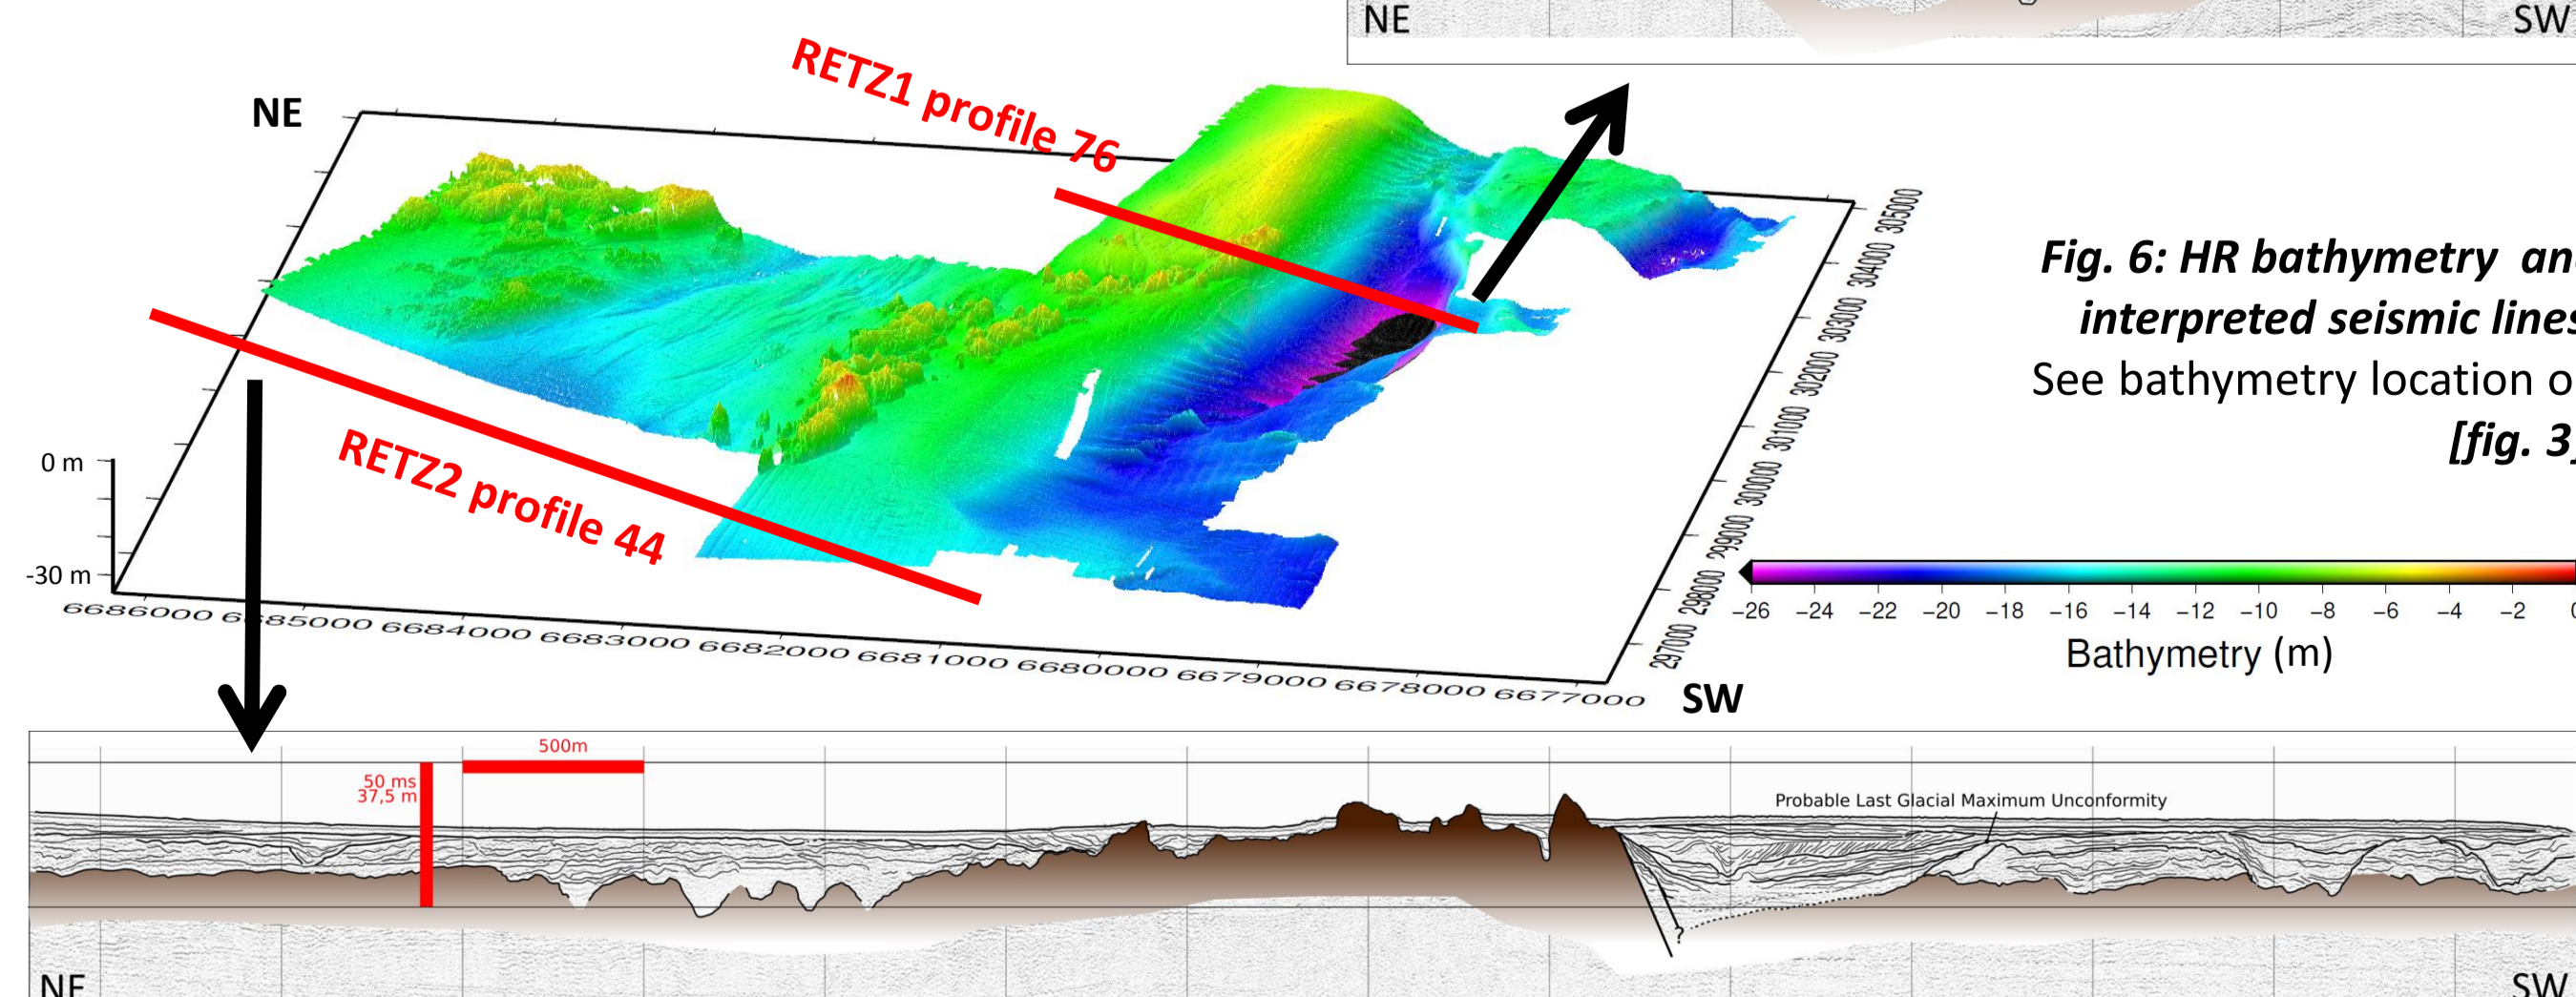 NE
SW
RETZ1 profile 76
NE
305000
304000
303000
302000
301000
300000
299000
298000
297000
Fig. 6: HR bathymetry an
interpreted seismic lines
See bathymetry location o
[fig. 3]
RETZ2 profile 44
0 m
-30 m
6686000 6685000 6684000 6683000 6682000 6681000 6680000 6679000 6678000 6677000
−26 −24 −22 −20 −18 −16 −14 −12 −10 −8 −6 −4 −2 0
Bathymetry (m)
SW
500m
50 ms
37,5 m
Probable Last Glacial Maximum Unconformity
?
NE
SW